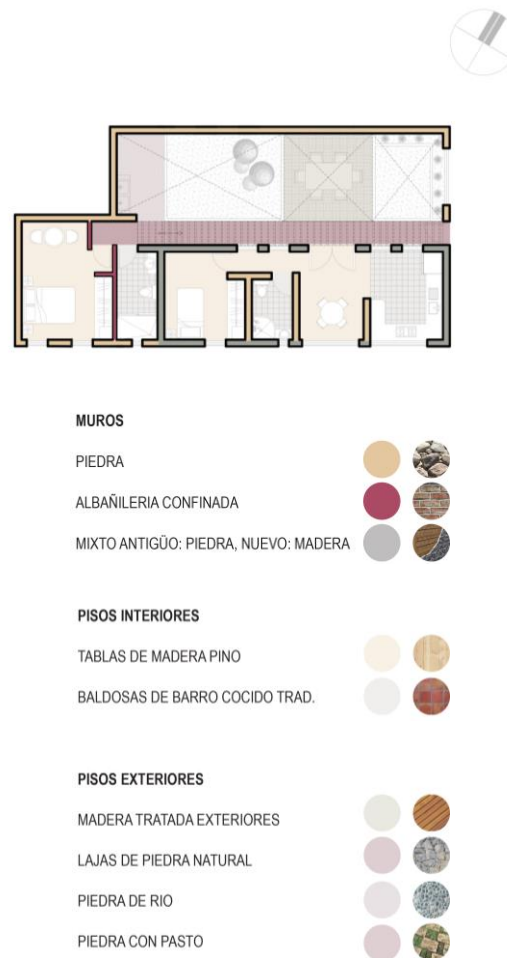 MUROS
PIEDRA
ALBAÑILERIA CONFINADA
MIXTO ANTIGÜO: PIEDRA, NUEVO: MADERA
PISOS INTERIORES
TABLAS DE MADERA PINO
BALDOSAS DE BARRO COCIDO TRAD.
PISOS EXTERIORES
MADERA TRATADA EXTERIORES
LAJAS DE PIEDRA NATURAL
PIEDRA DE RIO
PIEDRA CON PASTO